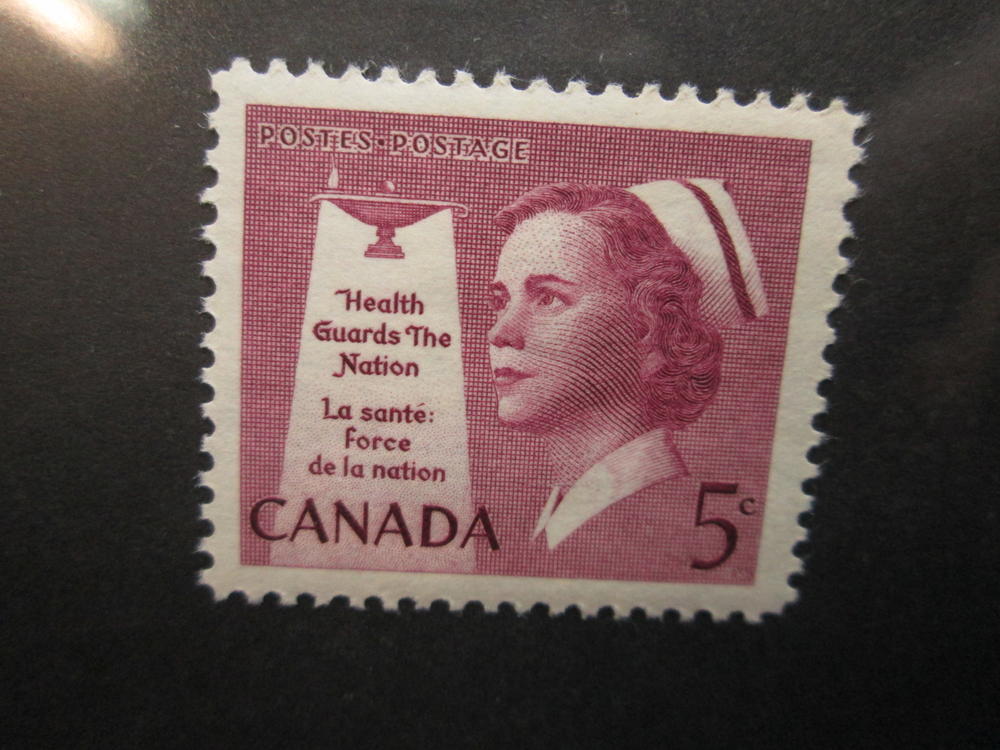 POSTES·POSTAGE
Health
Guards The
Nation
La santé:
force
de la nation
CANADA
5c